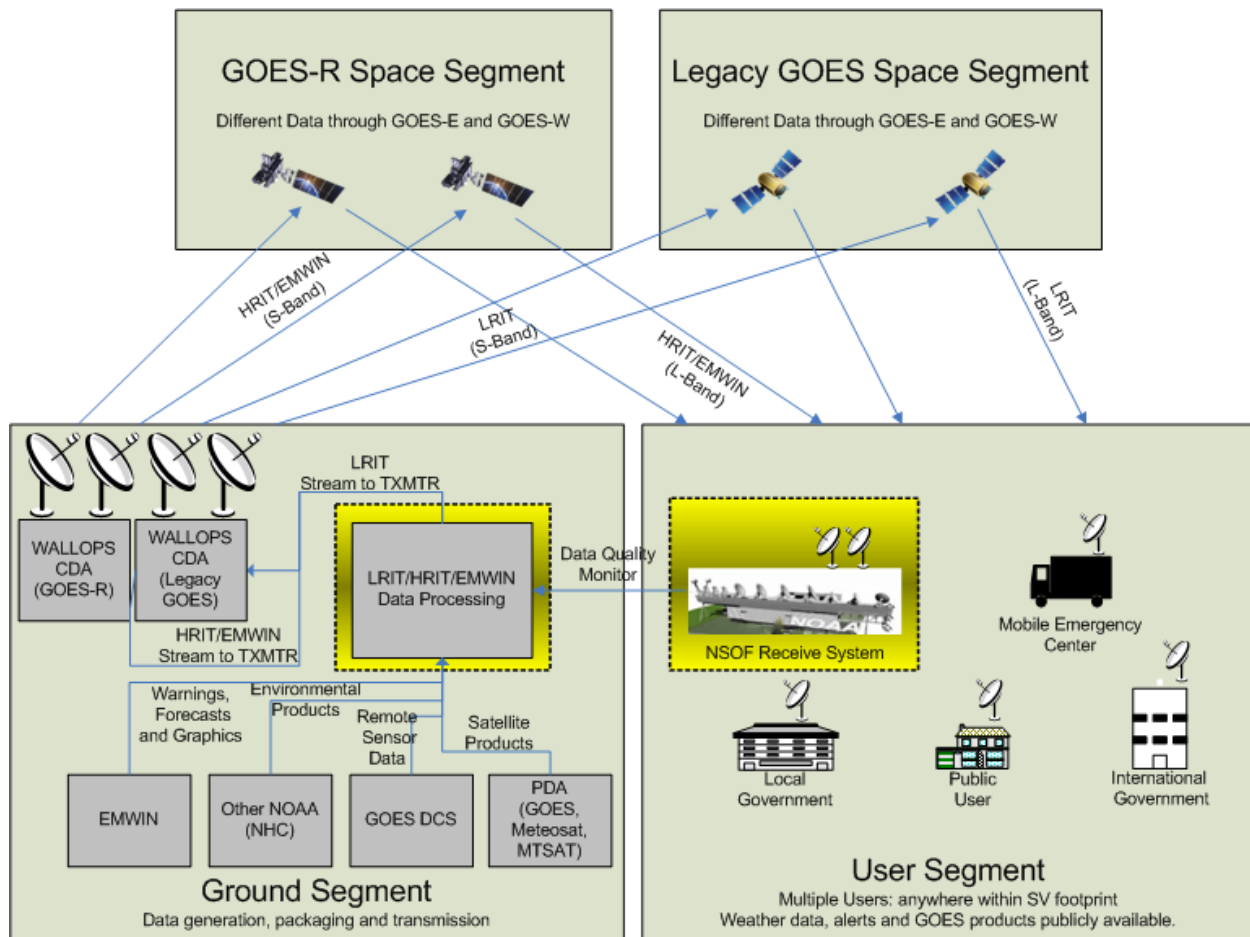 GOES-R Space Segment
Different Data through GOES-E and GOES-W
Legacy GOES Space Segment
Different Data through GOES-E and GOES-W
HRIT/EMWIN
(S-Band)
LRIT
(S-Band)
HRIT/EMWIN
(L-Band)
LRIT
(L-Band)
LRIT
Stream to TXMTR
WALLOPS
CDA
(GOES-R)
WALLOPS
CDA
(Legacy
GOES)
LRIT/HRIT/EMWIN
Data Processing
HRIT/EMWIN
Stream to TXMTR
Data Quality
Monitor
NOAA
NSOF Receive System
Mobile Emergency
Center
Warnings,
Forecasts
and Graphics
Environmental
Products
Remote
Sensor
Data
Satellite
Products
EMWIN
Other NOAA
(NHC)
GOES DCS
PDA
(GOES,
Meteosat,
MTSAT)
Local
Government
Public
User
International
Government
Ground Segment
Data generation, packaging and transmission
User Segment
Multiple Users: anywhere within SV footprint
Weather data, alerts and GOES products publicly available.